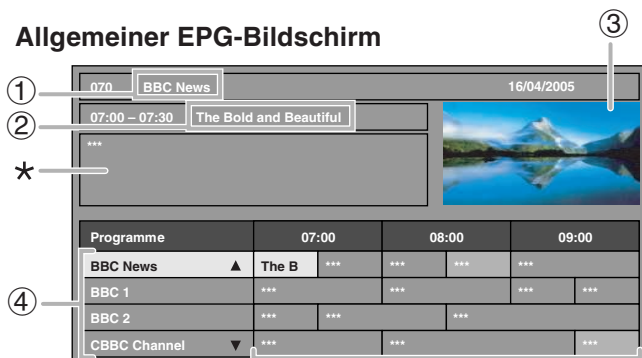 Allgemeiner EPG-Bildschirm
③
① 070 BBC News 16/04/2005
② 07:00 – 07:30 The Bold and Beautiful
***
*
Programme 07:00 08:00 09:00
BBC News ▲ The B *** *** *** ***
④ BBC 1 *** *** *** ***
BBC 2 *** *** ***
CBBC Channel ▼ *** *** ***